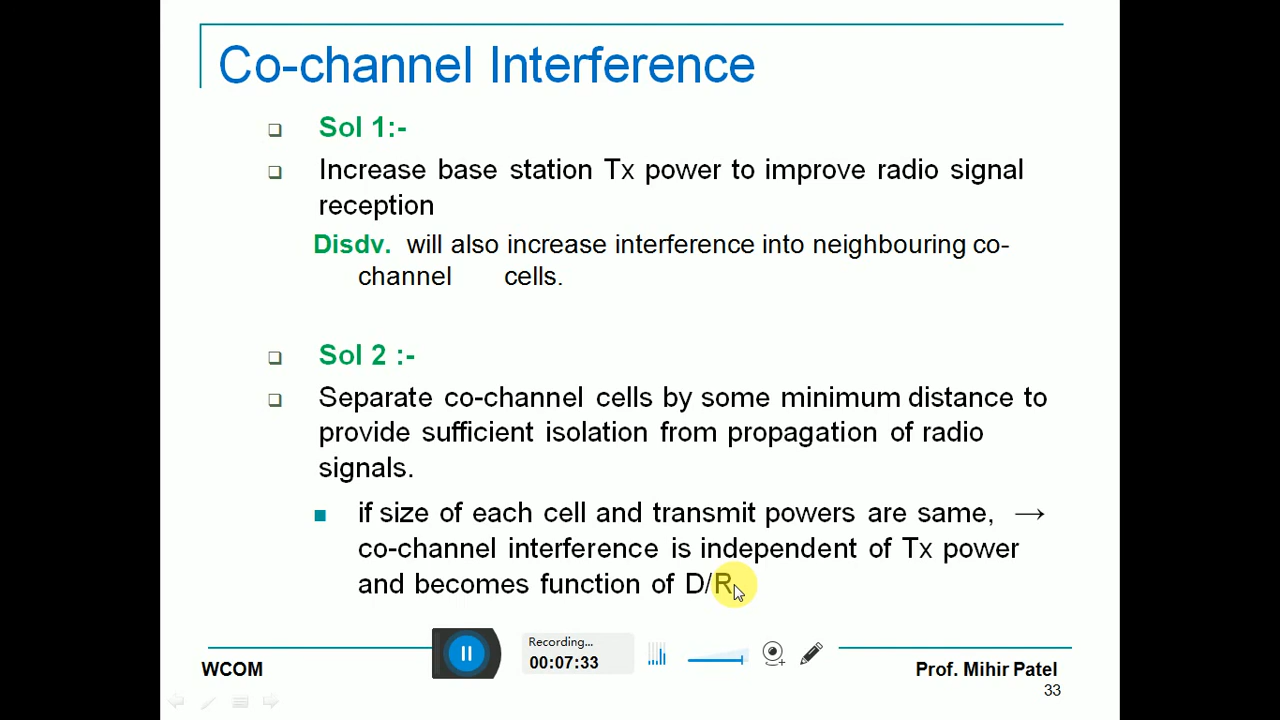 Co-channel Interference
Sol 1:-
Increase base station Tx power to improve radio signal
reception
Disdv. will also increase interference into neighbouring co-
channel cells.
Sol 2 :-
Separate co-channel cells by some minimum distance to
provide sufficient isolation from propagation of radio
signals.
if size of each cell and transmit powers are same, →
co-channel interference is independent of Tx power
and becomes function of D/R
Recording...
00:07:33
WCOM
Prof. Mihir Patel
33